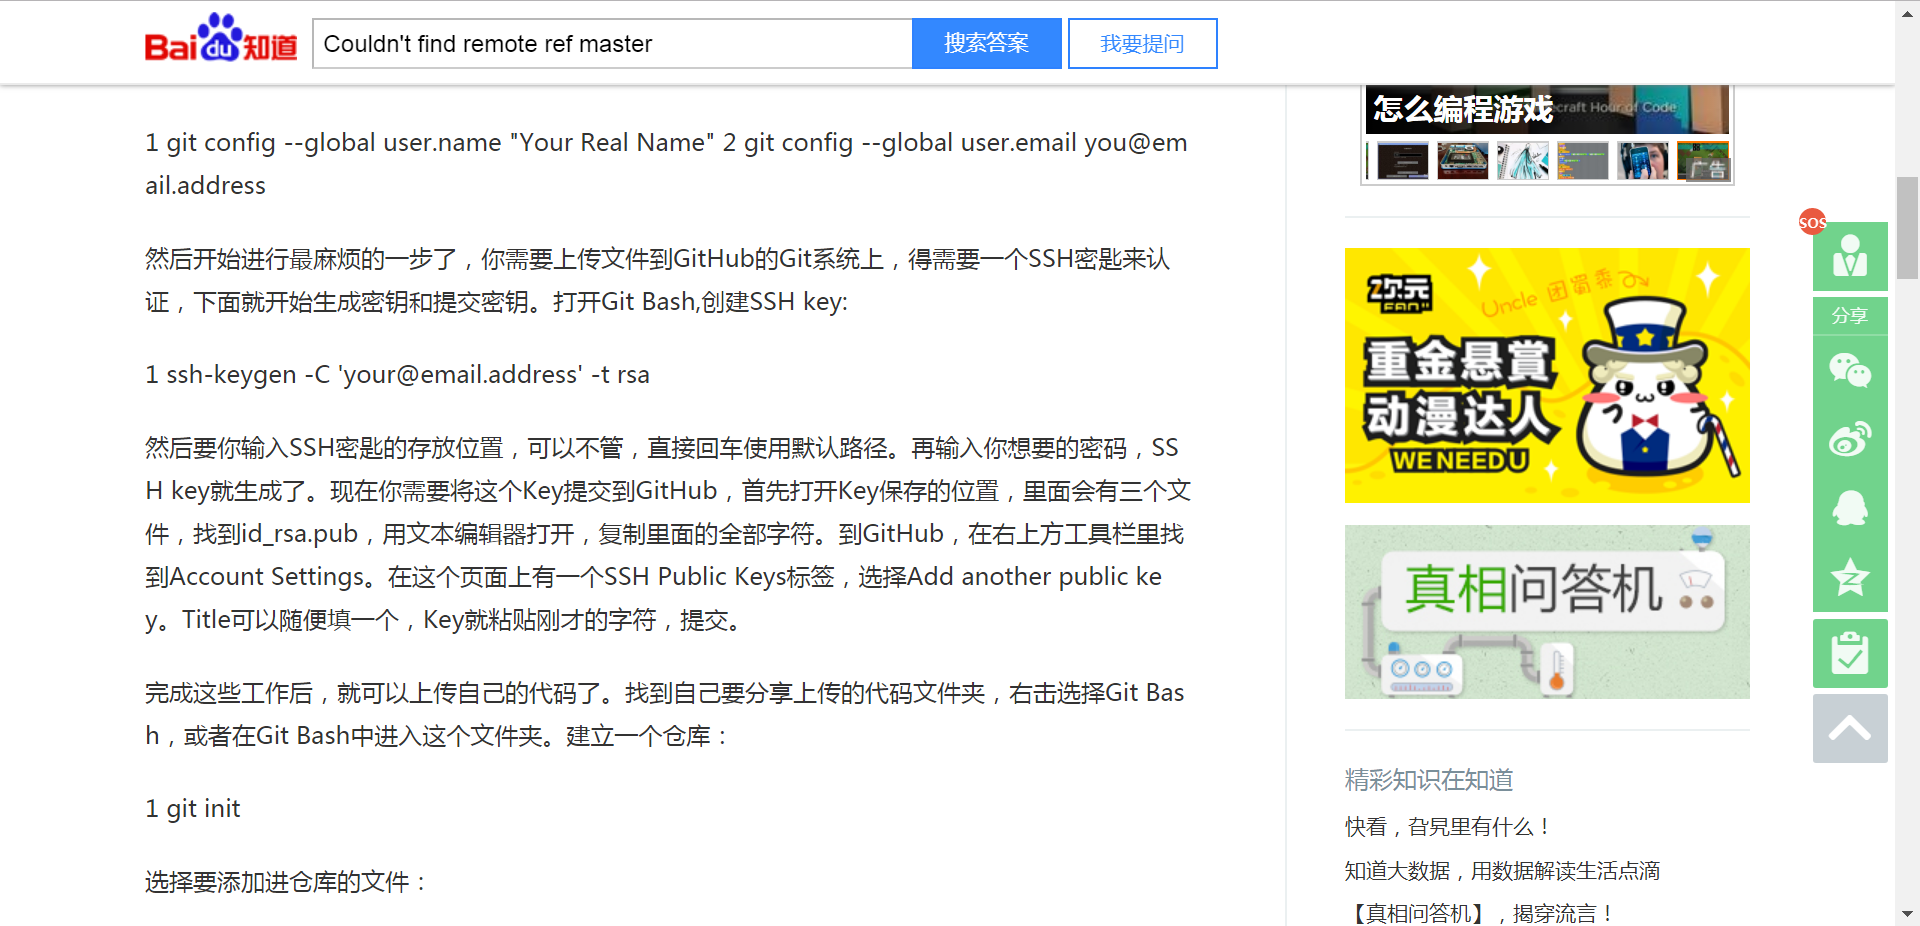 Bai du 知道
Couldn't find remote ref master
搜索答案
我要提问
1 git config --global user.name "Your Real Name" 2 git config --global user.email you@em
ail.address
然后开始进行最麻烦的一步了，你需要上传文件到GitHub的Git系统上，得需要一个SSH密匙来认
证，下面就开始生成密钥和提交密钥。打开Git Bash,创建SSH key:
1 ssh-keygen -C 'your@email.address' -t rsa
然后要你输入SSH密匙的存放位置，可以不管，直接回车使用默认路径。再输入你想要的密码，SS
H key就生成了。现在你需要将这个Key提交到GitHub，首先打开Key保存的位置，里面会有三个文
件，找到id_rsa.pub，用文本编辑器打开，复制里面的全部字符。到GitHub，在右上方工具栏里找
到Account Settings。在这个页面上有一个SSH Public Keys标签，选择Add another public ke
y。Title可以随便填一个，Key就粘贴刚才的字符，提交。
完成这些工作后，就可以上传自己的代码了。找到自己要分享上传的代码文件夹，右击选择Git Bas
h，或者在Git Bash中进入这个文件夹。建立一个仓库：
1 git init
选择要添加进仓库的文件：
怎么编程游戏
craft Hour of Code
广告
次元
FAN"
Uncle 团蜀黍
重金悬賞
动漫达人
WE NEED U
真相问答机
精彩知识在知道
快看，旮旯里有什么！
知道大数据，用数据解读生活点滴
【真相问答机】，揭穿流言！
SOS
分享